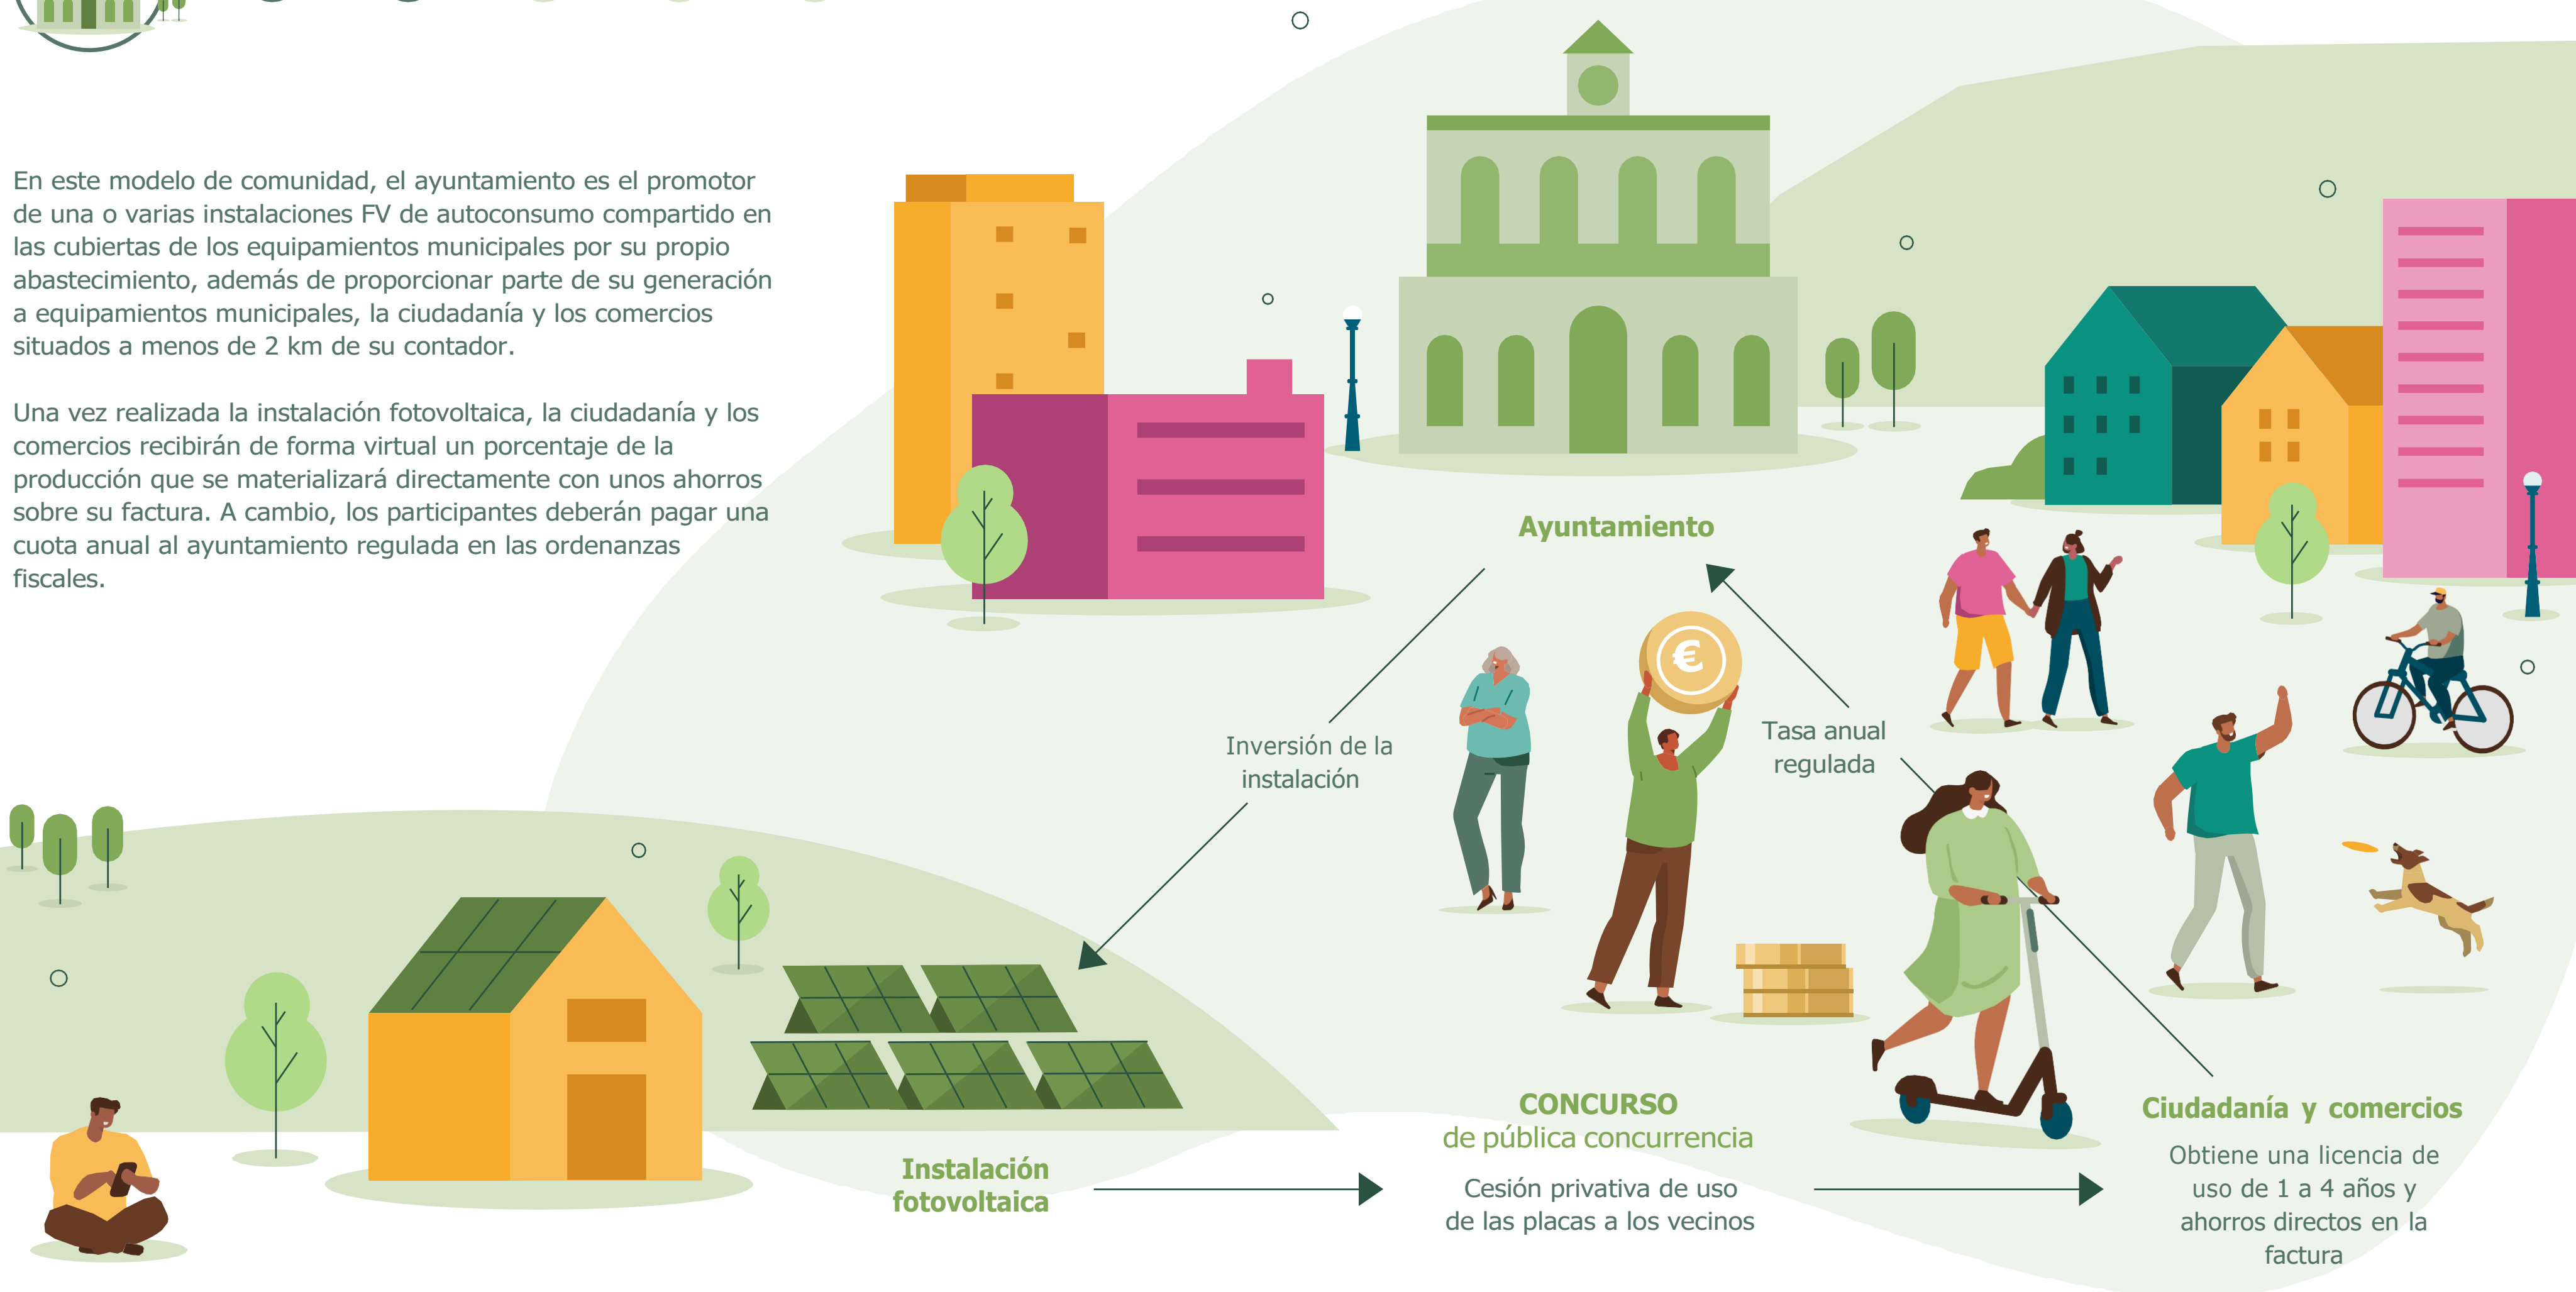 En este modelo de comunidad, el ayuntamiento es el promotor
de una o varias instalaciones FV de autoconsumo compartido en
las cubiertas de los equipamientos municipales por su propio
abastecimiento, además de proporcionar parte de su generación
a equipamientos municipales, la ciudadanía y los comercios
situados a menos de 2 km de su contador.
Una vez realizada la instalación fotovoltaica, la ciudadanía y los
comercios recibirán de forma virtual un porcentaje de la
producción que se materializará directamente con unos ahorros
sobre su factura. A cambio, los participantes deberán pagar una
cuota anual al ayuntamiento regulada en las ordenanzas
fiscales.
Ayuntamiento
€
Inversión de la
instalación
Tasa anual
regulada
Instalación
fotovoltaica
CONCURSO
de pública concurrencia
Cesión privativa de uso
de las placas a los vecinos
Ciudadanía y comercios
Obtiene una licencia de
uso de 1 a 4 años y
ahorros directos en la
factura